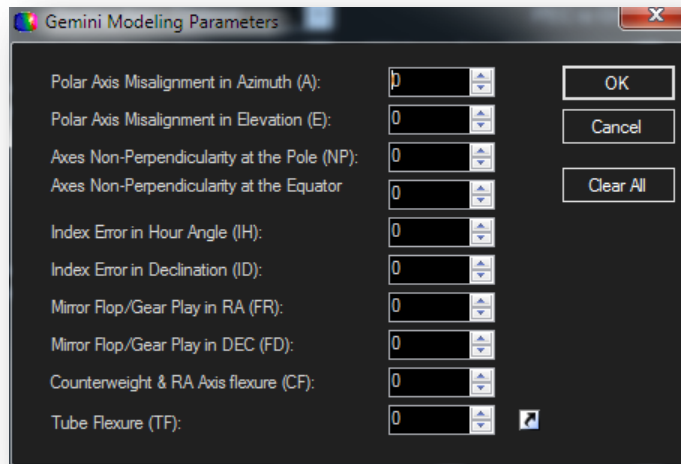 Gemini Modeling Parameters
X
Polar Axis Misalignment in Azimuth (A): 0 OK
Polar Axis Misalignment in Elevation (E): 0 Cancel
Axes Non-Perpendicularity at the Pole (NP): 0
Axes Non-Perpendicularity at the Equator 0 Clear All
Index Error in Hour Angle (IH): 0
Index Error in Declination (ID): 0
Mirror Flop/Gear Play in RA (FR): 0
Mirror Flop/Gear Play in DEC (FD): 0
Counterweight & RA Axis flexure (CF): 0
Tube Flexure (TF): 0